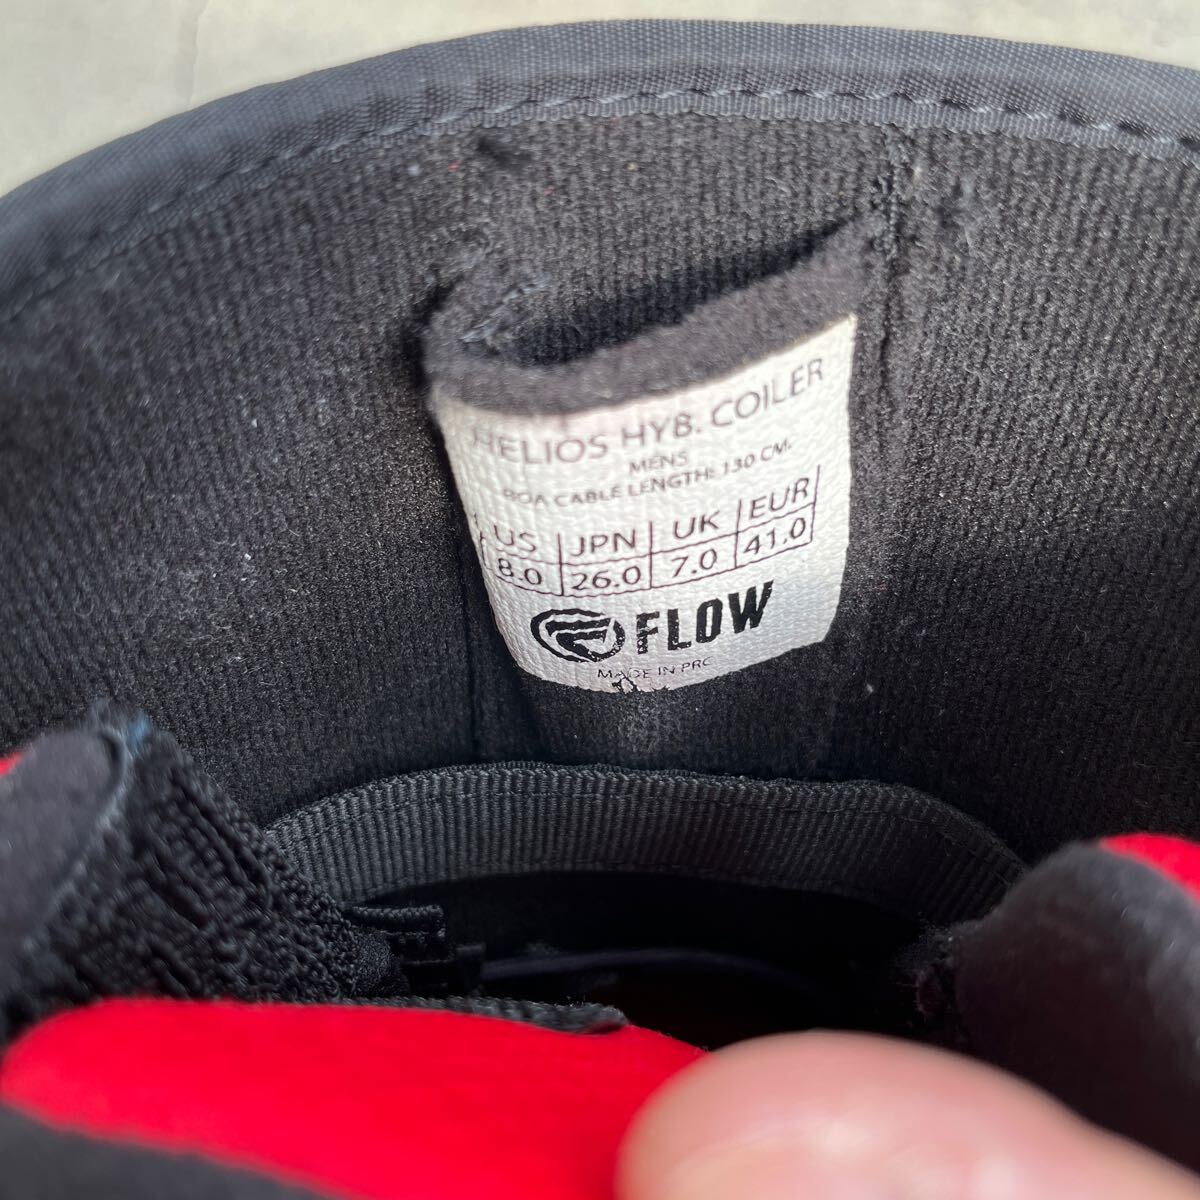 HELIOS HYB. COILER
MENS
BOA CABLE LENGTH: 130 CM.
US JPN UK EUR
8.0 26.0 7.0 41.0
FLOW
MADE IN PRC